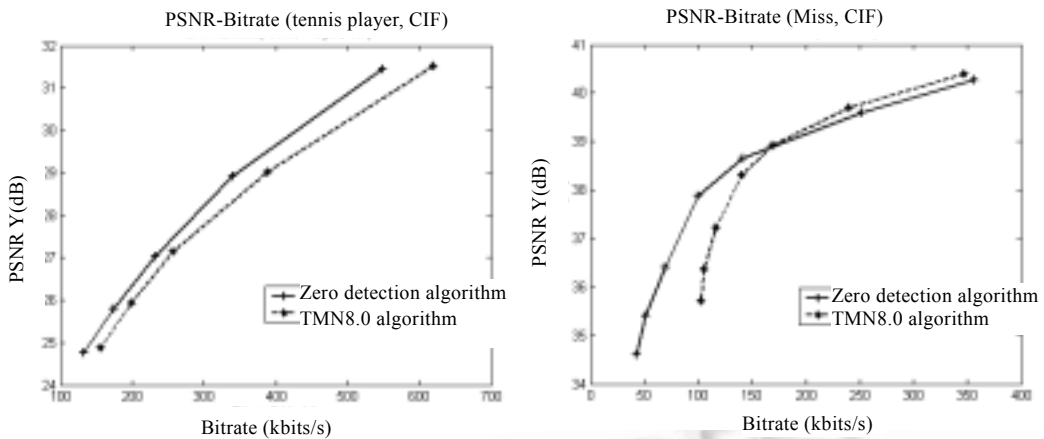 PSNR-Bitrate (tennis player, CIF)
32
31
30
29
28
27
26
25
24
100 200 300 400 500 600 700
PSNR Y(dB)
Zero detection algorithm
TMN8.0 algorithm
Bitrate (kbits/s)
PSNR-Bitrate (Miss, CIF)
41
40
39
38
37
36
35
34
0 50 100 150 200 250 300 350 400
PSNR Y(dB)
Zero detection algorithm
TMN8.0 algorithm
Bitrate (kbits/s)